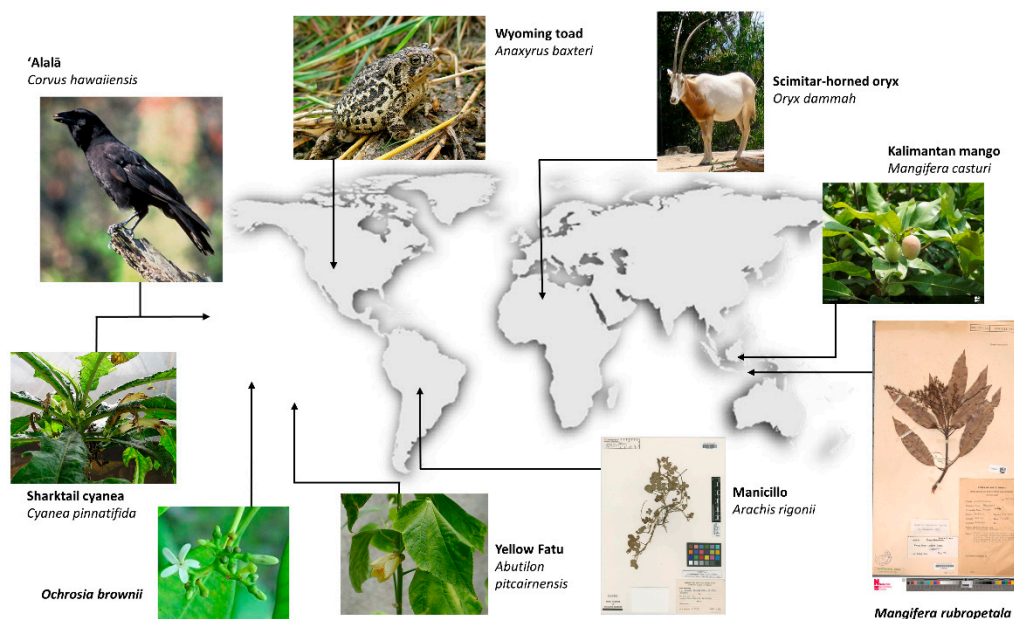 Wyoming toad
Anaxyrus baxteri
'Alalā
Corvus hawaiiensis
Scimitar-horned oryx
Oryx dammah
Kalimantan mango
Mangifera casturi
Sharktail cyanea
Cyanea pinnatifida
Ochrosia brownii
Yellow Fatu
Abutilon
pitcairnensis
Manicillo
Arachis rigonii
Mangifera rubropetala